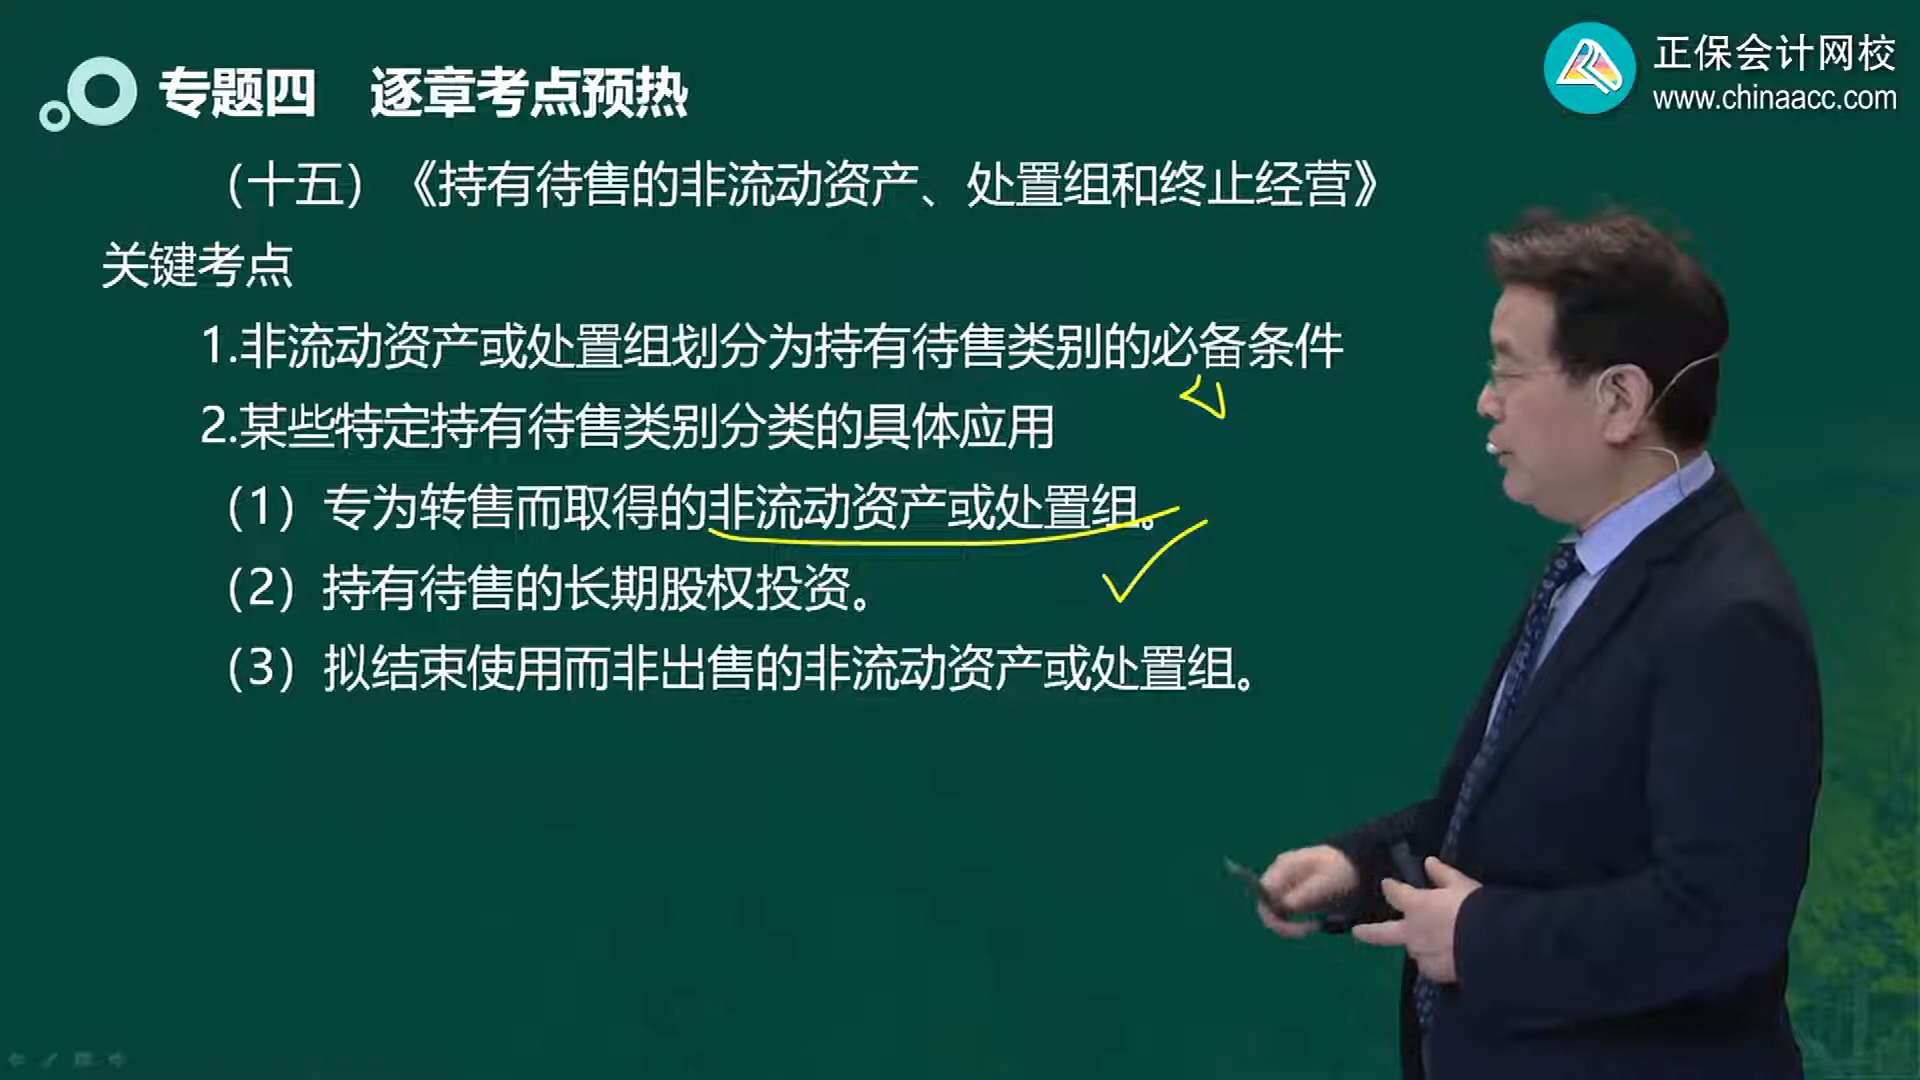 专题四 逐章考点预热
正保会计网校
www.chinaacc.com
（十五）《持有待售的非流动资产、处置组和终止经营》
关键考点
1.非流动资产或处置组划分为持有待售类别的必备条件
2.某些特定持有待售类别分类的具体应用
（1）专为转售而取得的非流动资产或处置组。
（2）持有待售的长期股权投资。
（3）拟结束使用而非出售的非流动资产或处置组。